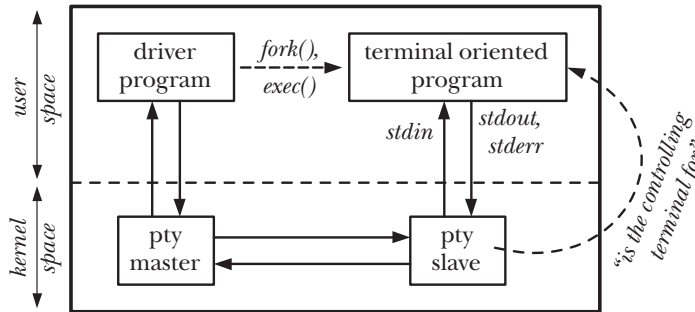 driver
program
fork(),
exec()
terminal oriented
program
user
space
stdin
stdout,
stderr
"is the controlling
terminal for"
kernel
space
pty
master
pty
slave